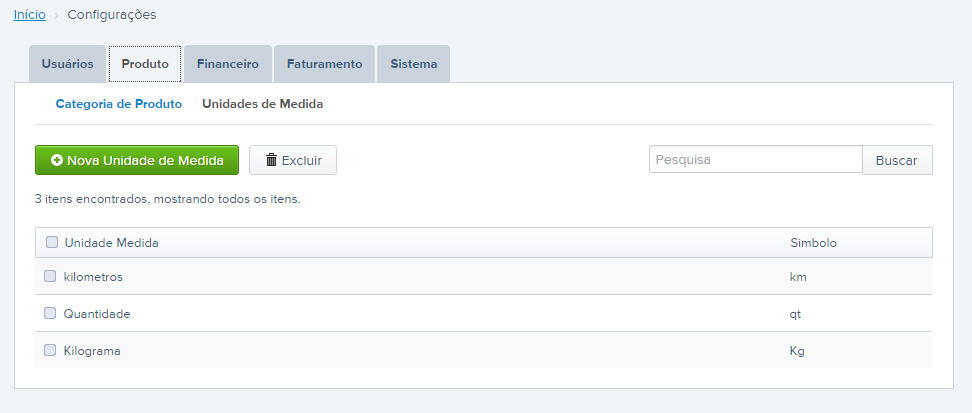 Início › Configurações
Usuários Produto Financeiro Faturamento Sistema
Categoria de Produto Unidades de Medida
Nova Unidade de Medida Excluir Pesquisa Buscar
3 itens encontrados, mostrando todos os itens.
Unidade Medida Simbolo
kilometros km
Quantidade qt
Kilograma Kg